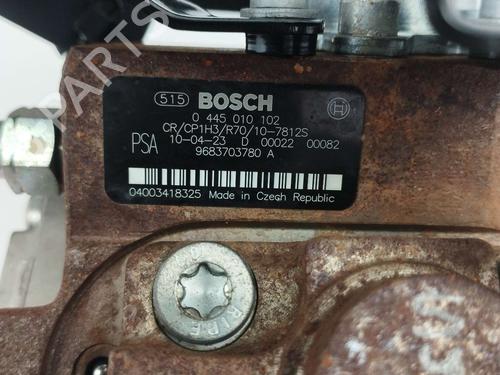 B PARTS
515 BOSCH
0 445 010 102
CR/CP1H3/R70/10-7812S
PSA 10-04-23 D 00022 00082
9683703780 A
04003418325 Made in Czech Republic